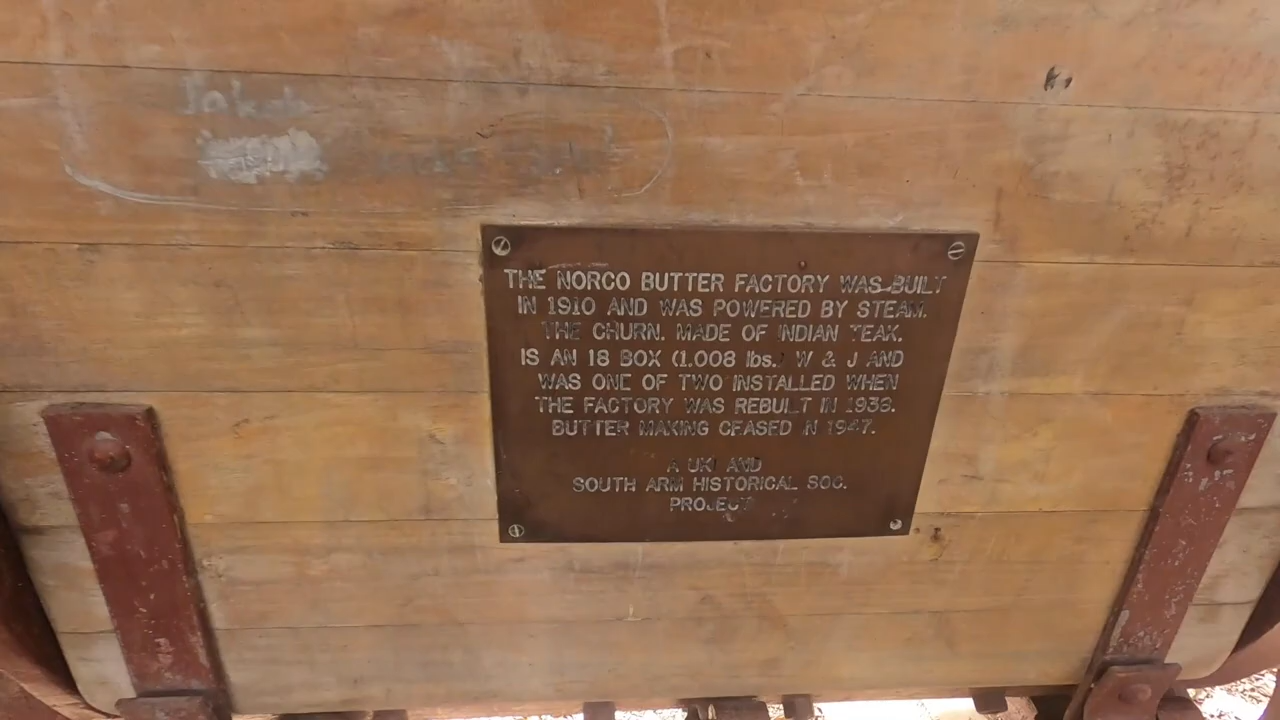 Jakob
THE NORCO BUTTER FACTORY WAS BUILT
IN 1910 AND WAS POWERED BY STEAM.
THE CHURN. MADE OF INDIAN TEAK.
IS AN 18 BOX (1.008 lbs.) W & J AND
WAS ONE OF TWO INSTALLED WHEN
THE FACTORY WAS REBUILT IN
BUTTER MAKING CEASED IN 1947.
A UKI AND
SOUTH ARM HISTORICAL SOC.
PROJECT